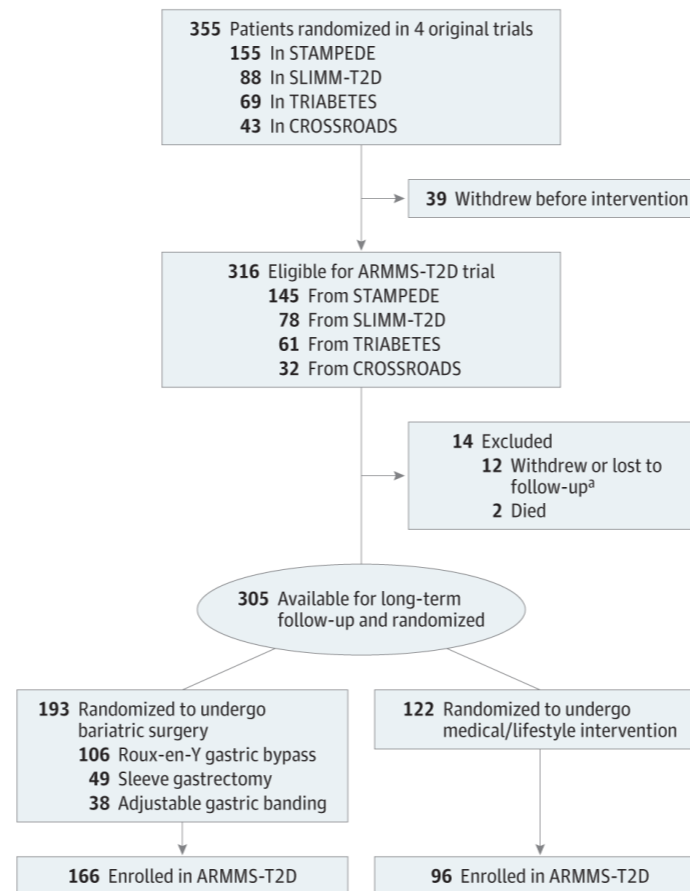 355 Patients randomized in 4 original trials
155 In STAMPEDE
88 In SLIMM-T2D
69 In TRIABETES
43 In CROSSROADS
39 Withdrew before intervention
316 Eligible for ARMMS-T2D trial
145 From STAMPEDE
78 From SLIMM-T2D
61 From TRIABETES
32 From CROSSROADS
14 Excluded
12 Withdrew or lost to
follow-upᵃ
2 Died
305 Available for long-term
follow-up and randomized
193 Randomized to undergo
bariatric surgery
106 Roux-en-Y gastric bypass
49 Sleeve gastrectomy
38 Adjustable gastric banding
122 Randomized to undergo
medical/lifestyle intervention
166 Enrolled in ARMMS-T2D
96 Enrolled in ARMMS-T2D